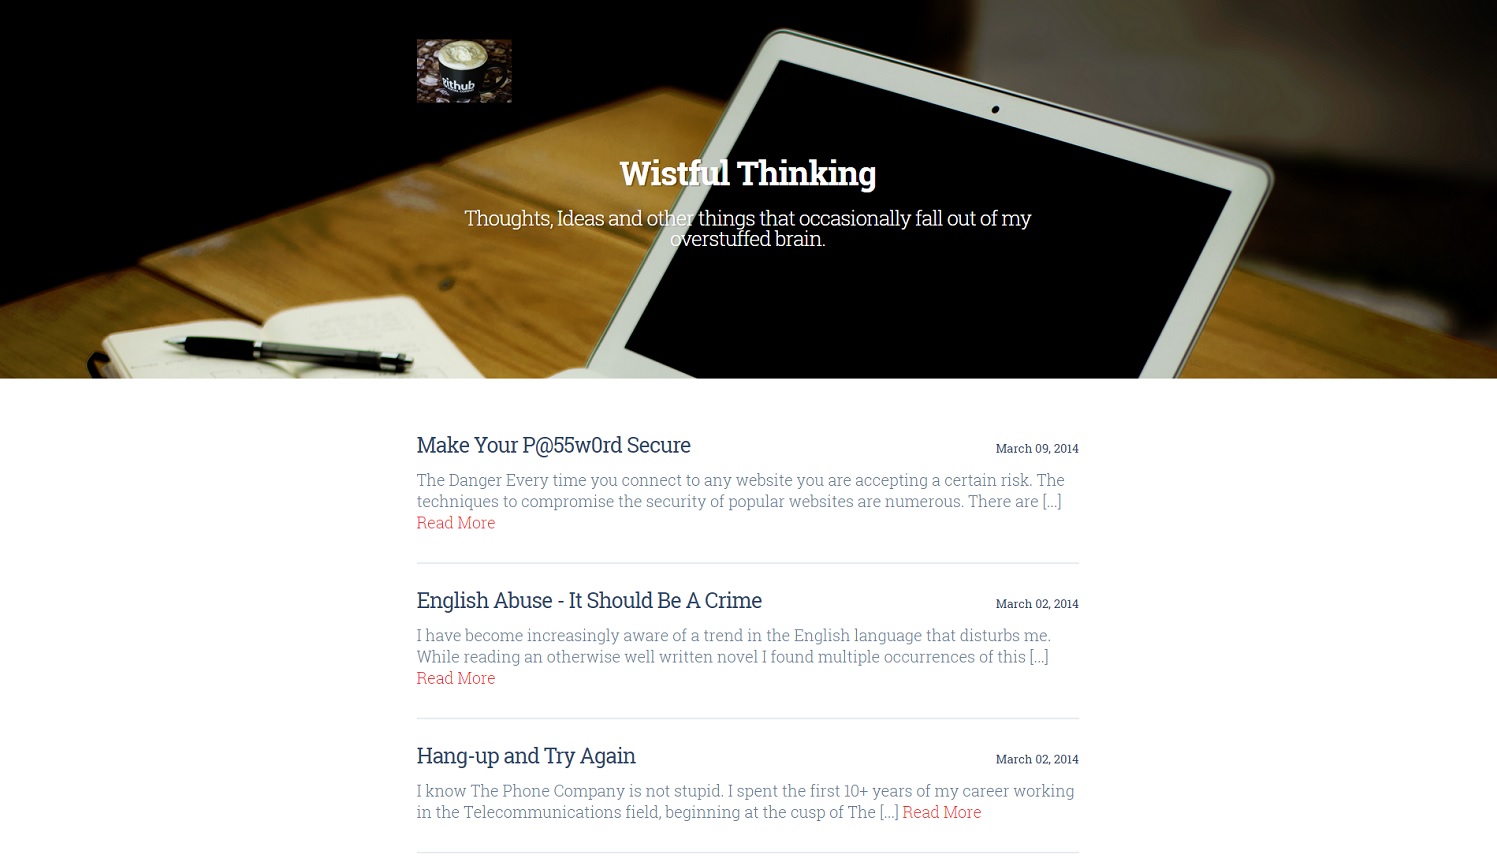 github
Wistful Thinking
Thoughts, Ideas and other things that occasionally fall out of my
overstuffed brain.
Make Your P@55w0rd Secure
March 09, 2014
The Danger Every time you connect to any website you are accepting a certain risk. The
techniques to compromise the security of popular websites are numerous. There are [...]
Read More
English Abuse - It Should Be A Crime
March 02, 2014
I have become increasingly aware of a trend in the English language that disturbs me.
While reading an otherwise well written novel I found multiple occurrences of this [...]
Read More
Hang-up and Try Again
March 02, 2014
I know The Phone Company is not stupid. I spent the first 10+ years of my career working
in the Telecommunications field, beginning at the cusp of The [...] Read More